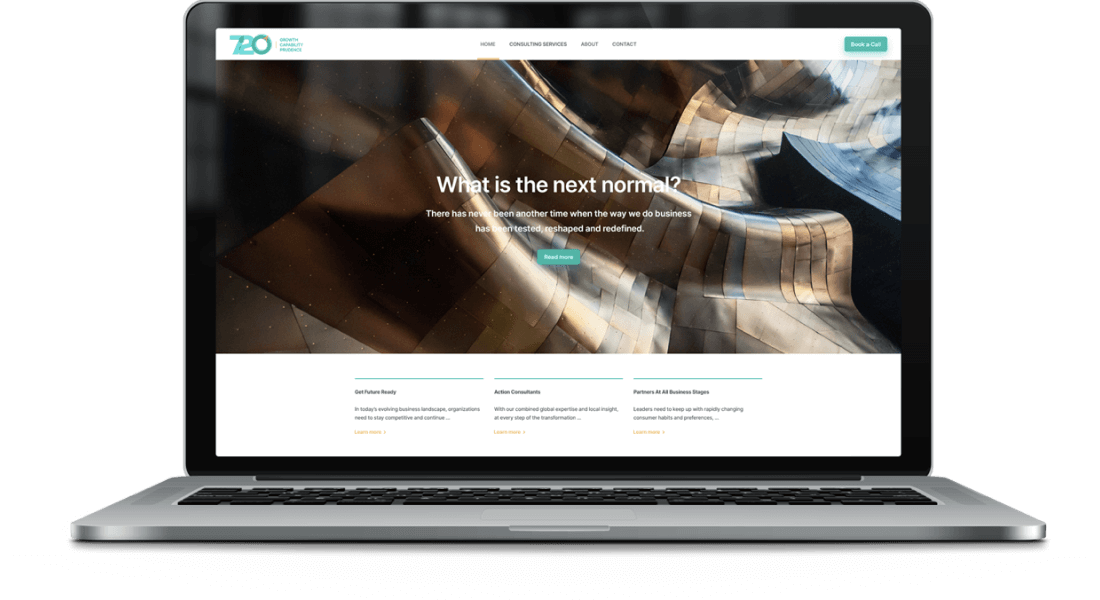 720
GROWTH
CAPABILITY
PRUDENCE
HOME
CONSULTING SERVICES
ABOUT
CONTACT
Book a Call
What is the next normal?
There has never been another time when the way we do business
has been tested, reshaped and redefined.
Read more
Get Future Ready
In today's evolving business landscape, organizations
need to stay competitive and continue ...
Learn more >
Action Consultants
With our combined global expertise and local insight,
at every step of the transformation ...
Learn more >
Partners At All Business Stages
Leaders need to keep up with rapidly changing
consumer habits and preferences, ...
Learn more >